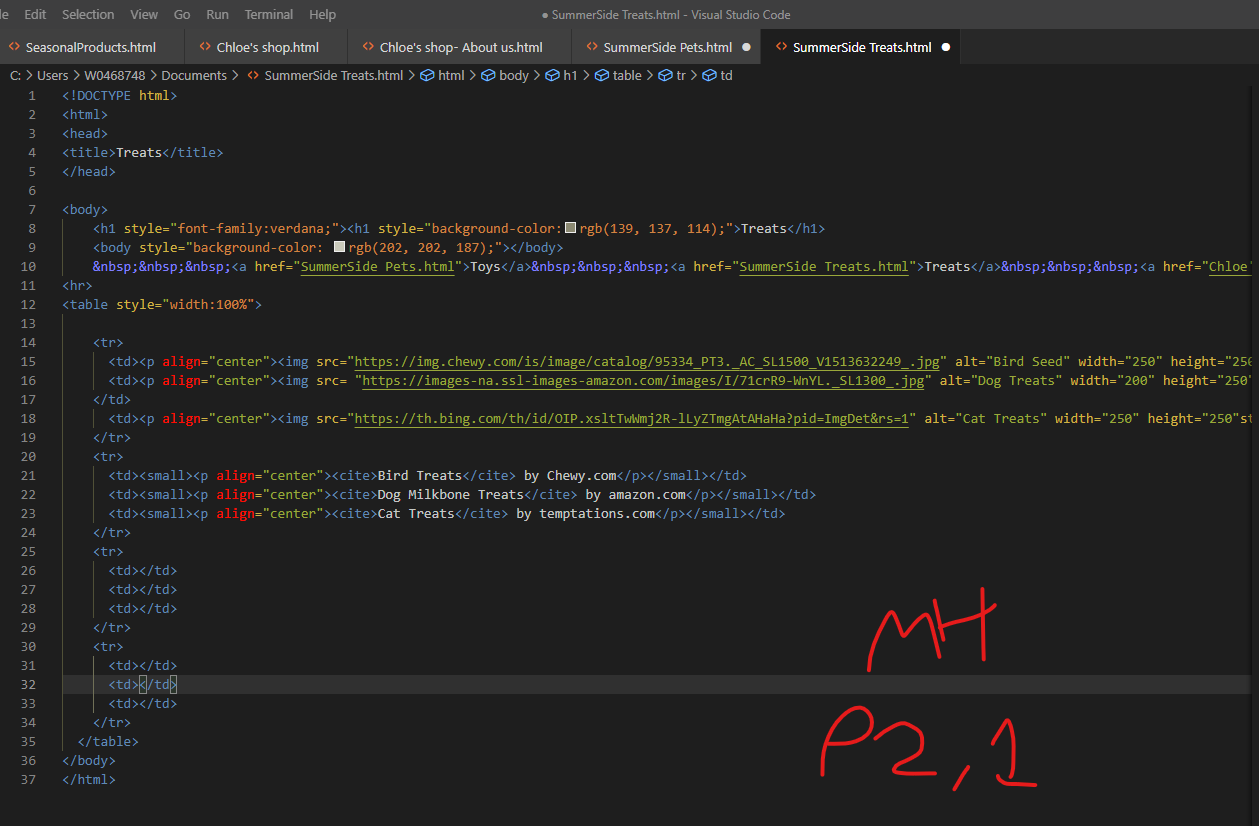 le Edit Selection View Go Run Terminal Help ● SummerSide Treats.html - Visual Studio Code
<> SeasonalProducts.html <> Chloe's shop.html <> Chloe's shop- About us.html <> SummerSide Pets.html ● <> SummerSide Treats.html ●
C: > Users > W0468748 > Documents > <> SummerSide Treats.html > html > body > h1 > table > tr > td
1 <!DOCTYPE html>
2 <html>
3 <head>
4 <title>Treats</title>
5 </head>
6
7 <body>
8 <h1 style="font-family:verdana;"><h1 style="background-color:rgb(139, 137, 114);">Treats</h1>
9 <body style="background-color: rgb(202, 202, 187);"></body>
10 &nbsp;&nbsp;&nbsp;<a href="SummerSide Pets.html">Toys</a>&nbsp;&nbsp;&nbsp;<a href="SummerSide Treats.html">Treats</a>&nbsp;&nbsp;&nbsp;<a href="Chloe'
11 <hr>
12 <table style="width:100%">
13
14 <tr>
15 <td><p align="center"><img src="https://img.chewy.com/is/image/catalog/95334_PT3._AC_SL1500_V1513632249_.jpg" alt="Bird Seed" width="250" height="250
16 <td><p align="center"><img src= "https://images-na.ssl-images-amazon.com/images/I/71crR9-WnYL._SL1300_.jpg" alt="Dog Treats" width="200" height="250"
17 </td>
18 <td><p align="center"><img src="https://th.bing.com/th/id/OIP.xsltTwWmj2R-lLyZTmgAtAHaHa?pid=ImgDet&rs=1" alt="Cat Treats" width="250" height="250"st
19 </tr>
20 <tr>
21 <td><small><p align="center"><cite>Bird Treats</cite> by Chewy.com</p></small></td>
22 <td><small><p align="center"><cite>Dog Milkbone Treats</cite> by amazon.com</p></small></td>
23 <td><small><p align="center"><cite>Cat Treats</cite> by temptations.com</p></small></td>
24 </tr>
25 <tr>
26 <td></td>
27 <td></td>
28 <td></td>
29 </tr>
30 <tr>
31 <td></td>
32 <td></td>
33 <td></td>
34 </tr>
35 </table>
36 </body>
37 </html>
MH
P2,1